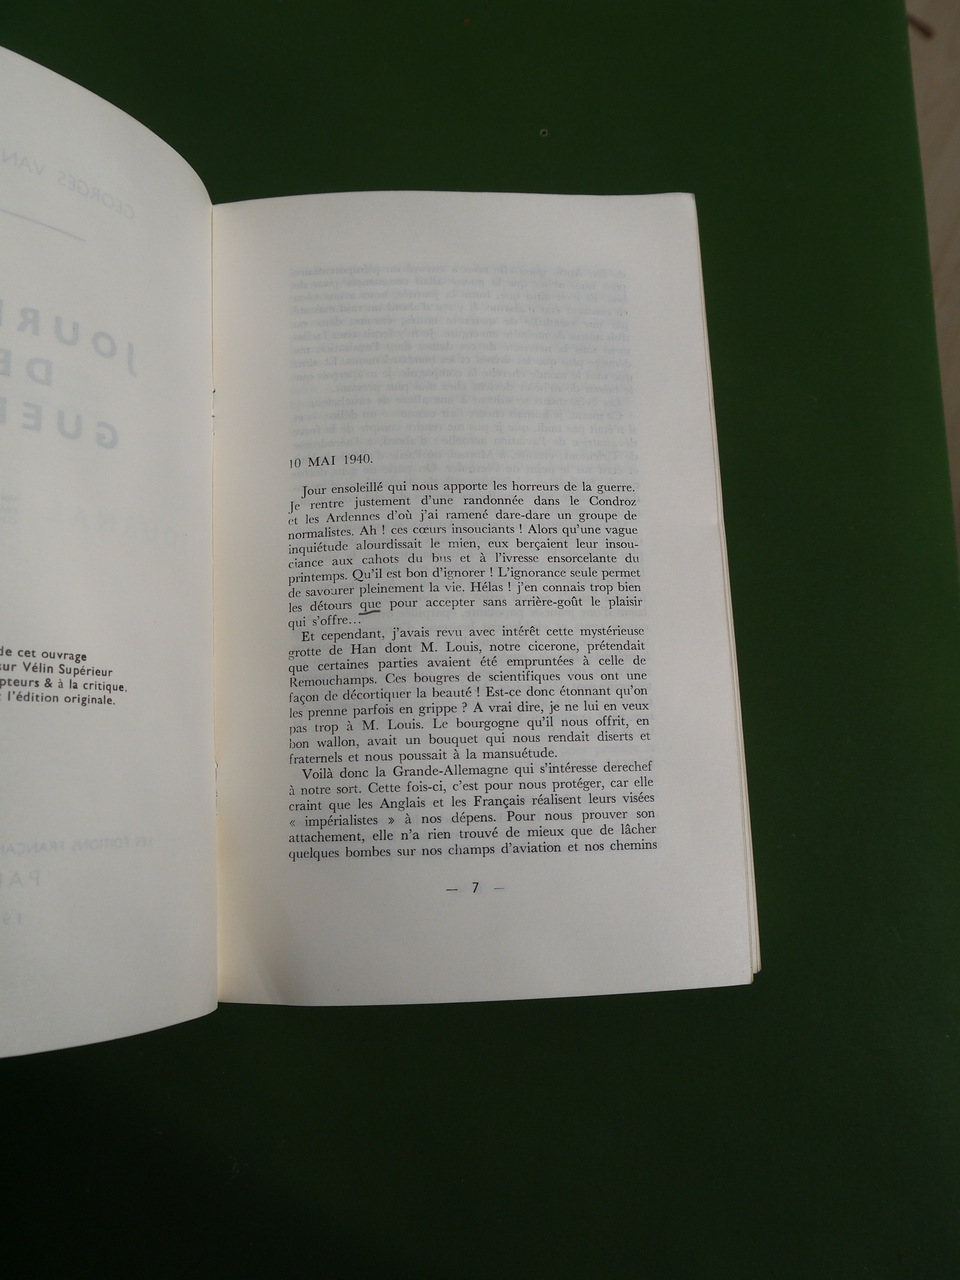 de cet ouvrage
sur Vélin Supérieur
pteurs & à la critique.
l'édition originale.
10 MAI 1940.
Jour ensoleillé qui nous apporte les horreurs de la guerre.
Je rentre justement d'une randonnée dans le Condroz
et les Ardennes d'où j'ai ramené dare-dare un groupe de
normalistes. Ah ! ces cœurs insouciants ! Alors qu'une vague
inquiétude alourdissait le mien, eux berçaient leur insou-
ciance aux cahots du bus et à l'ivresse ensorcelante du
printemps. Qu'il est bon d'ignorer ! L'ignorance seule permet
de savourer pleinement la vie. Hélas ! j'en connais trop bien
les détours que pour accepter sans arrière-goût le plaisir
qui s'offre...
Et cependant, j'avais revu avec intérêt cette mystérieuse
grotte de Han dont M. Louis, notre cicerone, prétendait
que certaines parties avaient été empruntées à celle de
Remouchamps. Ces bougres de scientifiques vous ont une
façon de décortiquer la beauté ! Est-ce donc étonnant qu'on
les prenne parfois en grippe ? A vrai dire, je ne lui en veux
pas trop à M. Louis. Le bourgogne qu'il nous offrit, en
bon wallon, avait un bouquet qui nous rendait diserts et
fraternels et nous poussait à la mansuétude.
Voilà donc la Grande-Allemagne qui s'intéresse derechef
à notre sort. Cette fois-ci, c'est pour nous protéger, car elle
craint que les Anglais et les Français réalisent leurs visées
« impérialistes » à nos dépens. Pour nous prouver son
attachement, elle n'a rien trouvé de mieux que de lâcher
quelques bombes sur nos champs d'aviation et nos chemins
— 7 —